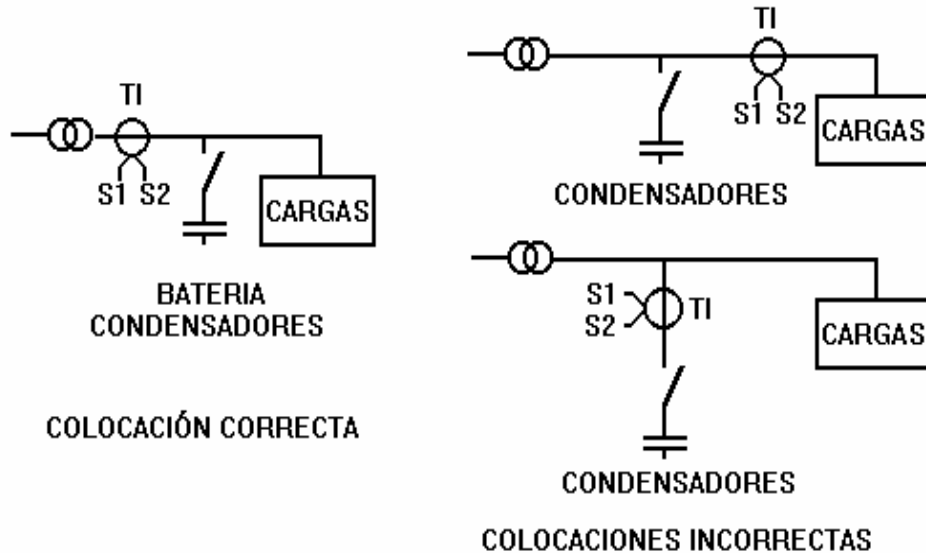 TI
S1 S2
CARGAS
BATERIA
CONDENSADORES
COLOCACIÓN CORRECTA
TI
S1 S2
CARGAS
CONDENSADORES
S1
S2
TI
CARGAS
CONDENSADORES
COLOCACIONES INCORRECTAS